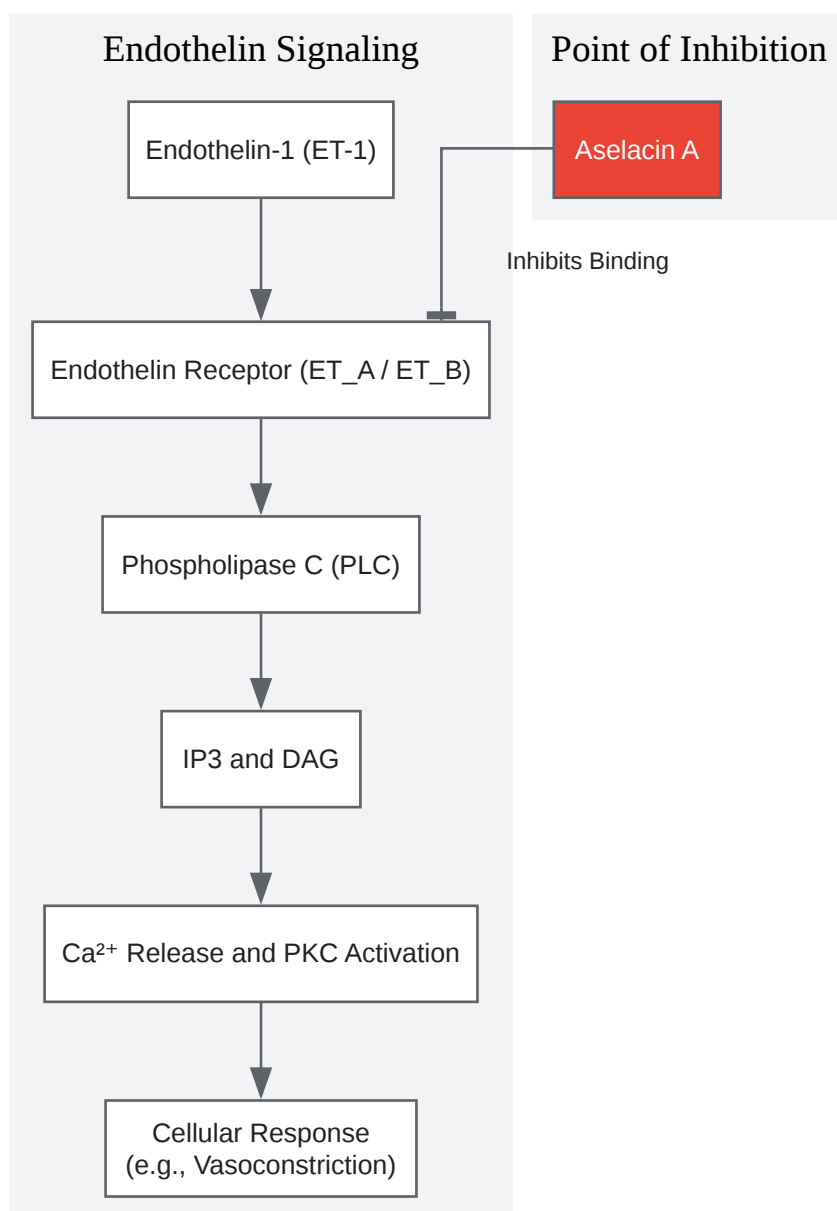 Endothelin Signaling
Point of Inhibition
Endothelin-1 (ET-1)
Aselacin A
Inhibits Binding
Endothelin Receptor (ET_A / ET_B)
Phospholipase C (PLC)
IP3 and DAG
Ca²⁺ Release and PKC Activation
Cellular Response
(e.g., Vasoconstriction)